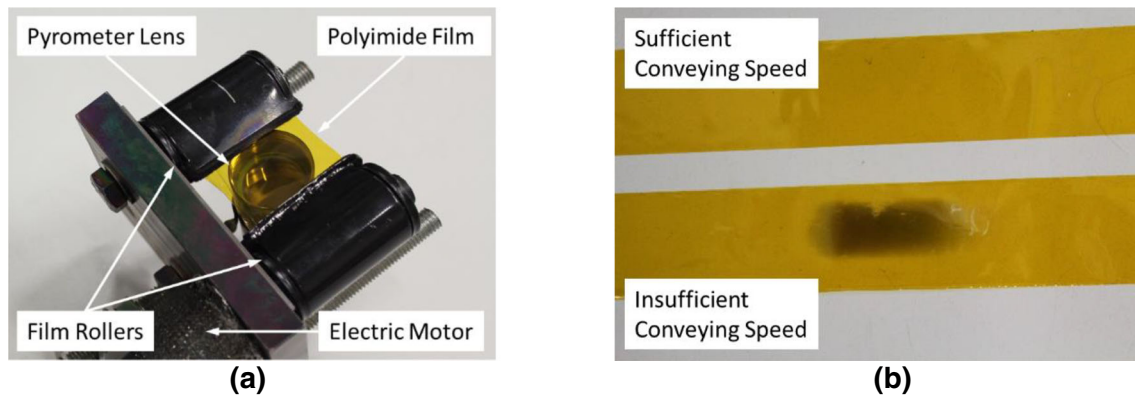 Pyrometer Lens
Polyimide Film
Film Rollers
Electric Motor
(a)
Sufficient
Conveying Speed
Insufficient
Conveying Speed
(b)